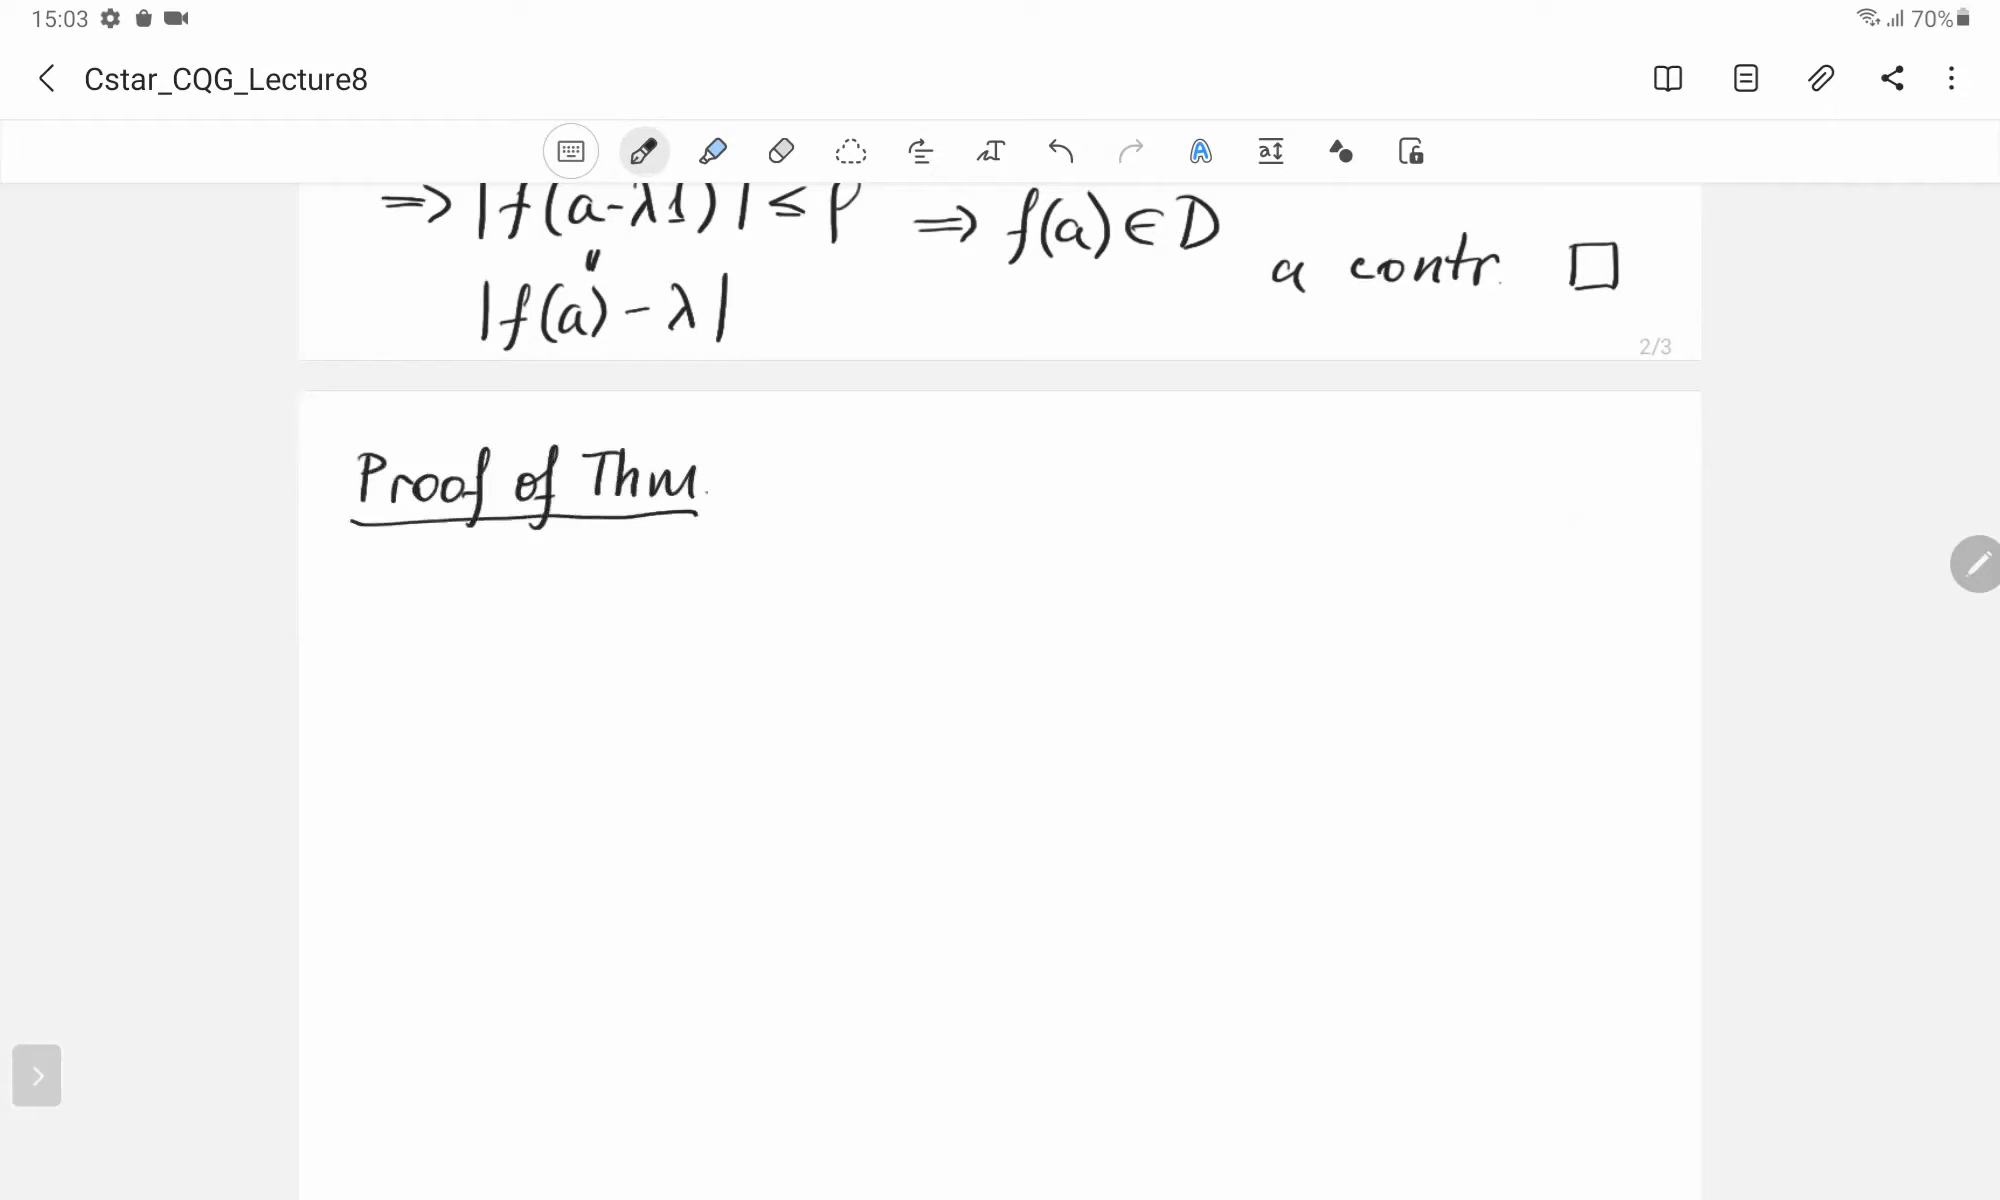 15:03 70%
Cstar_CQG_Lecture8
⇒ |f(a-λ1)| ≤ ρ ⇒ f(a) ∈ D
a contr. □
"
|f(a) - λ|
2/3
Proof of Thm.